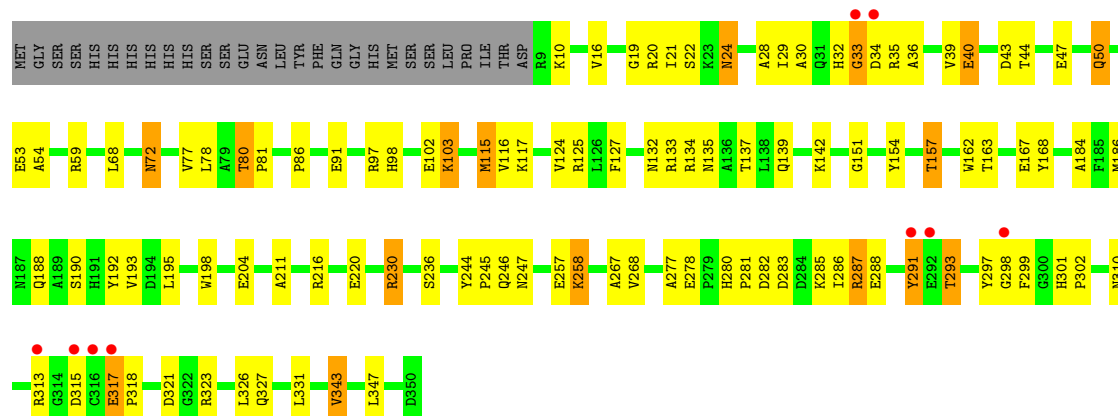 MET GLY SER SER HIS HIS HIS HIS HIS HIS SER SER GLU ASN LEU TYR PHE GLN GLY HIS MET SER SER LEU PRO ILE THR ASP R9 K10 V16 G19 R20 I21 S22 K23 N24 A28 I29 A30 Q31 H32 G33 D34 R35 A36 V39 E40 D43 T44 E47 Q50
E53 A54 R59 L68 N72 V77 L78 A79 T80 P81 P86 E91 R97 H98 E102 K103 M115 V116 K117 V124 R125 L126 F127 N132 R133 R134 N135 A136 T137 L138 Q139 K142 G151 Y154 T157 W162 T163 E167 Y168 A184 F185 M186
N187 Q188 A189 S190 H191 Y192 V193 D194 L195 W198 E204 A211 R216 E220 R230 S236 Y244 P245 Q246 N247 E257 K258 A267 V268 A277 E278 P279 H280 P281 D282 D283 D284 K285 I286 R287 E288 Y291 E292 T293 Y297 G298 F299 G300 H301 P302 N310
R313 G314 D315 C316 E317 P318 D321 G322 R323 L326 Q327 L331 V343 L347 D350